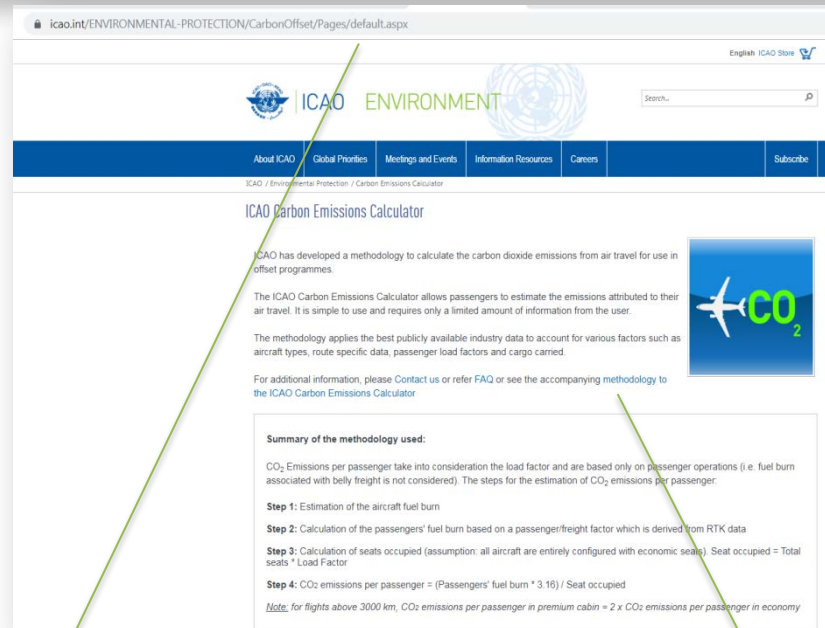 icao.int/ENVIRONMENTAL-PROTECTION/CarbonOffset/Pages/default.aspx
English ICAO Store
ICAO ENVIRONMENT
Search...
About ICAO Global Priorities Meetings and Events Information Resources Careers Subscribe
ICAO / Environmental Protection / Carbon Emissions Calculator
ICAO Carbon Emissions Calculator
ICAO has developed a methodology to calculate the carbon dioxide emissions from air travel for use in
offset programmes.
The ICAO Carbon Emissions Calculator allows passengers to estimate the emissions attributed to their
air travel. It is simple to use and requires only a limited amount of information from the user.
The methodology applies the best publicly available industry data to account for various factors such as
aircraft types, route specific data, passenger load factors and cargo carried.
CO2
For additional information, please Contact us or refer FAQ or see the accompanying methodology to
the ICAO Carbon Emissions Calculator
Summary of the methodology used:
CO2 Emissions per passenger take into consideration the load factor and are based only on passenger operations (i.e. fuel burn
associated with belly freight is not considered). The steps for the estimation of CO2 emissions per passenger:
Step 1: Estimation of the aircraft fuel burn
Step 2: Calculation of the passengers' fuel burn based on a passenger/freight factor which is derived from RTK data
Step 3: Calculation of seats occupied (assumption: all aircraft are entirely configured with economic seats). Seat occupied = Total
seats * Load Factor
Step 4: CO2 emissions per passenger = (Passengers' fuel burn * 3.16) / Seat occupied
Note: for flights above 3000 km, CO2 emissions per passenger in premium cabin = 2 x CO2 emissions per passenger in economy